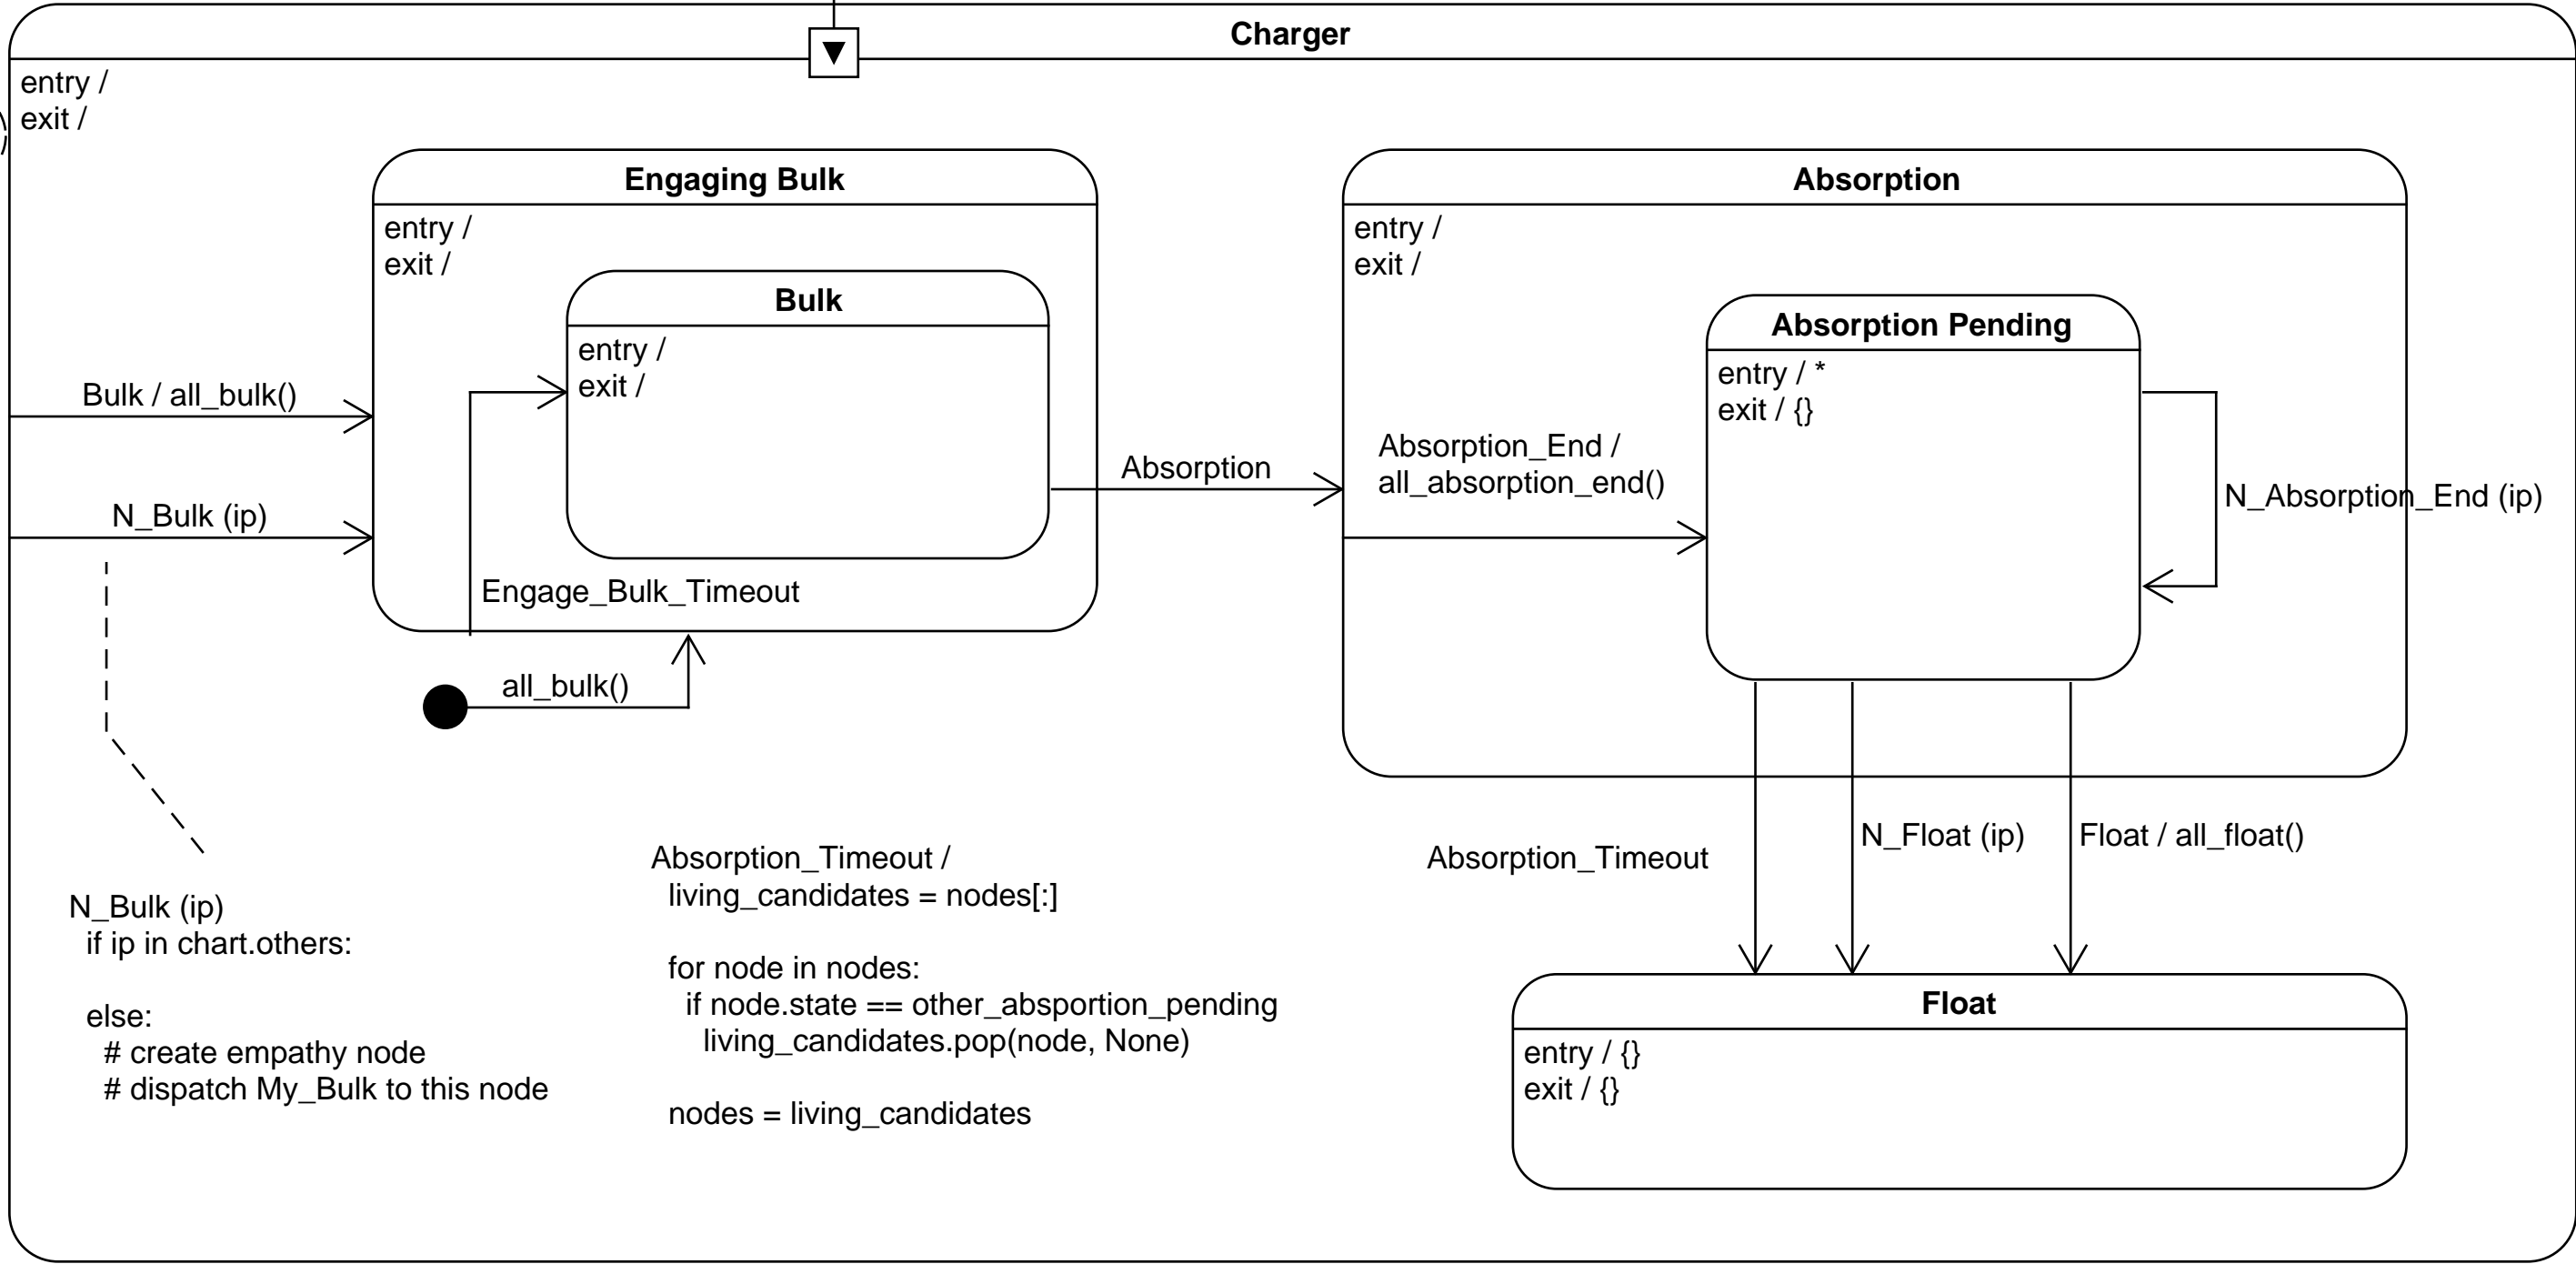 Charger
entry /
exit /
Engaging Bulk
entry /
exit /
Bulk
entry /
exit /
Absorption
entry /
exit /
Absorption Pending
entry / *
exit / {}
Bulk / all_bulk()
N_Bulk (ip)
Engage_Bulk_Timeout
all_bulk()
Absorption
Absorption_End /
all_absorption_end()
N_Absorption_End (ip)
Absorption_Timeout
N_Float (ip)
Float / all_float()
N_Bulk (ip)
if ip in chart.others:
else:
# create empathy node
# dispatch My_Bulk to this node
Absorption_Timeout /
living_candidates = nodes[:]
for node in nodes:
if node.state == other_absportion_pending
living_candidates.pop(node, None)
nodes = living_candidates
Float
entry / {}
exit / {}